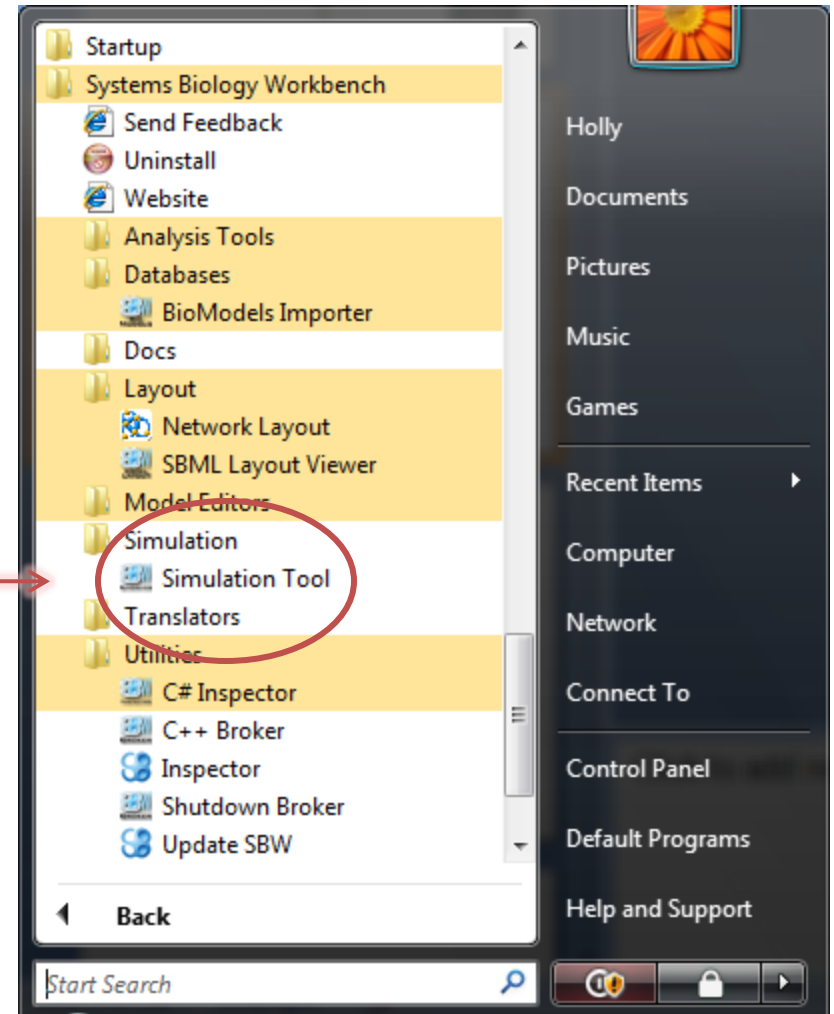 Startup
Systems Biology Workbench
Send Feedback
Uninstall
Website
Analysis Tools
Databases
BioModels Importer
Docs
Layout
Network Layout
SBML Layout Viewer
Model Editors
Simulation
Simulation Tool
Translators
Utilities
C# Inspector
C++ Broker
Inspector
Shutdown Broker
Update SBW
Back
Start Search
Holly
Documents
Pictures
Music
Games
Recent Items
Computer
Network
Connect To
Control Panel
Default Programs
Help and Support